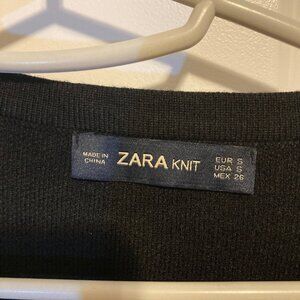 MADE IN
CHINA
ZARA KNIT
EUR S
USA S
MEX 26